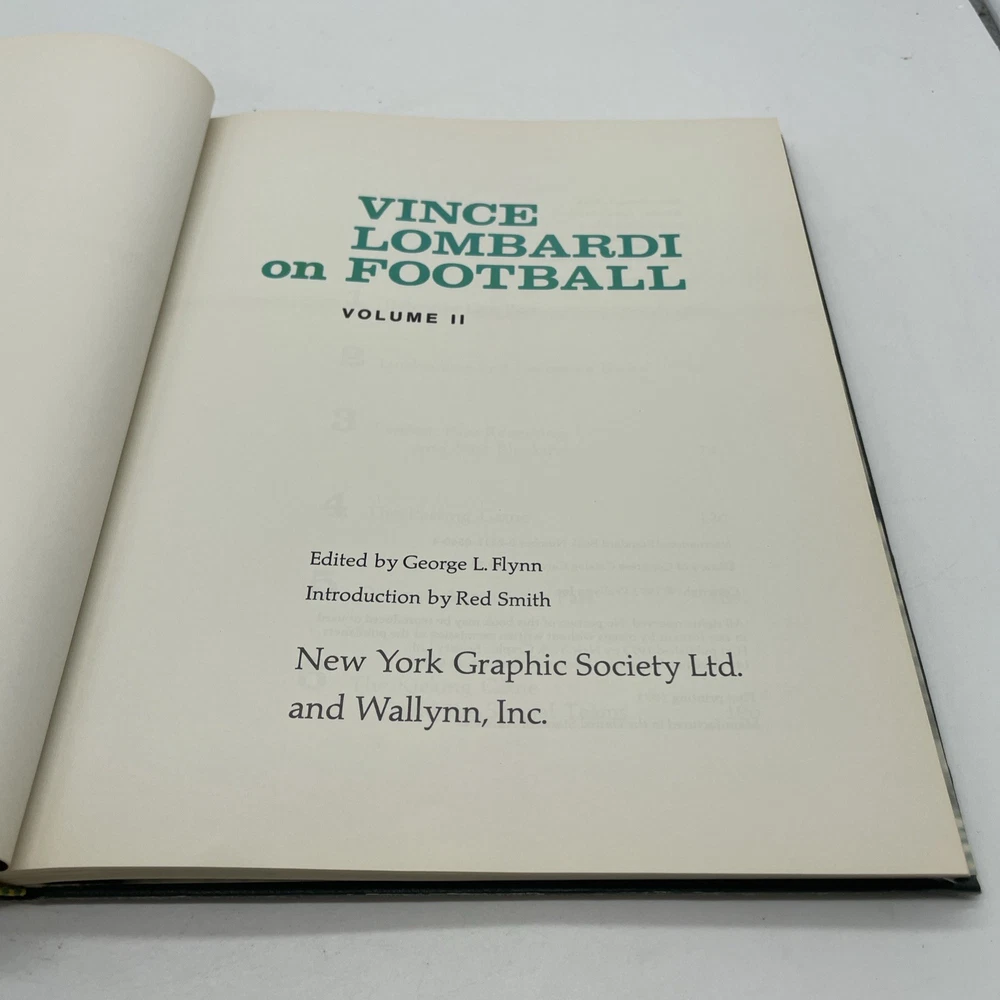 VINCE
LOMBARDI
on FOOTBALL
VOLUME II
Edited by George L. Flynn
Introduction by Red Smith
New York Graphic Society Ltd.
and Wallynn, Inc.